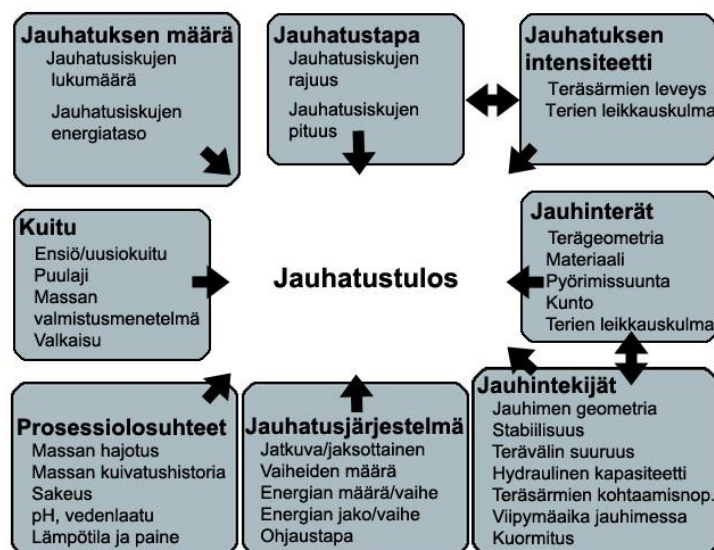 Jauhatuksen määrä
Jauhatusiskujen
lukumäärä
Jauhatusiskujen
energiataso
Jauhatustapa
Jauhatusiskujen
rajuus
Jauhatusiskujen
pituus
Jauhatuksen
intensiteetti
Teräsärmien leveys
Terien leikkauskulma
Kuitu
Ensiö/uusiokuitu
Puulaji
Massan
valmistusmenetelmä
Valkaisu
Jauhatustulos
Jauhinterät
Terägeometria
Materiaali
Pyörimissuunta
Kunto
Terien leikkauskulma
Prosessiolosuhteet
Massan hajotus
Massan kuivatushistoria
Sakeus
pH, vedenlaatu
Lämpötila ja paine
Jauhatusjärjestelmä
Jatkuva/jaksottainen
Vaiheiden määrä
Energian määrä/vaihe
Energian jako/vaihe
Ohjaustapa
Jauhintekijät
Jauhimen geometria
Stabiilisuus
Terävälin suuruus
Hydraulinen kapasiteetti
Teräsärmien kohtaamisnop.
Viipymäaika jauhimessa
Kuormitus